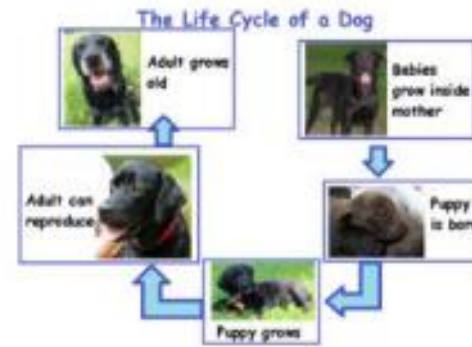 The Life Cycle of a Dog
Adult grows
old
Babies
grow inside
mother
Adult can
reproduce
Puppy
is born
Puppy grows